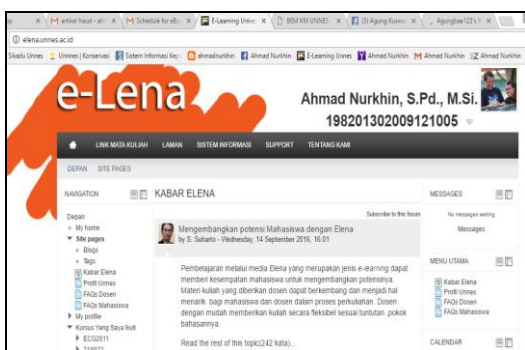 artikel fraud - ahr
Schedule for eBu
E-Learning Unive
BEM KM UNNES
(3) Agung Kuswa
Agungbae123's B
elena.unnes.ac.id
Sikadu Unnes
Unnes | Konservasi
Sistem Informasi Kep
ahmadnurkhin
Ahmad Nurkhin
E-Learning Unnes
Ahmad Nurkhin
Ahmad Nurkhin
Ahmad Nurkhin
e-Lena
Ahmad Nurkhin, S.Pd., M.Si.
198201302009121005
LINK MATA KULIAH LAMAN SISTEM INFORMASI SUPPORT TENTANG KAMI
DEPAN SITE PAGES
NAVIGATION
Depan
My home
Site pages
Blogs
Tags
Kabar Elena
Profil Unnes
FAQs Dosen
FAQs Mahasiswa
My profile
Kursus Yang Saya Ikuti
ECG2011
KABAR ELENA
Subscribe to this forum
Mengembangkan potensi Mahasiswa dengan Elena
by S. Suharto - Wednesday, 14 September 2016, 16:01
Pembelajaran melalui media Elena yang merupakan jenis e-learning dapat
memberi kesempatan mahasiswa untuk mengembangkan potensinya.
Materi kuliah yang diberikan dosen dapat berkembang dan menjadi hal
menarik bagi mahasiswa dan dosen dalam proses perkuliahan. Dosen
dengan mudah memberikan kuliah secara fleksibel sesuai tuntutan pokok
bahasannya.
Read the rest of this topic(242 kata)...
MESSAGES
No messages waiting
Messages
MENU UTAMA
Kabar Elena
Profil Unnes
FAQs Dosen
FAQs Mahasiswa
CALENDAR